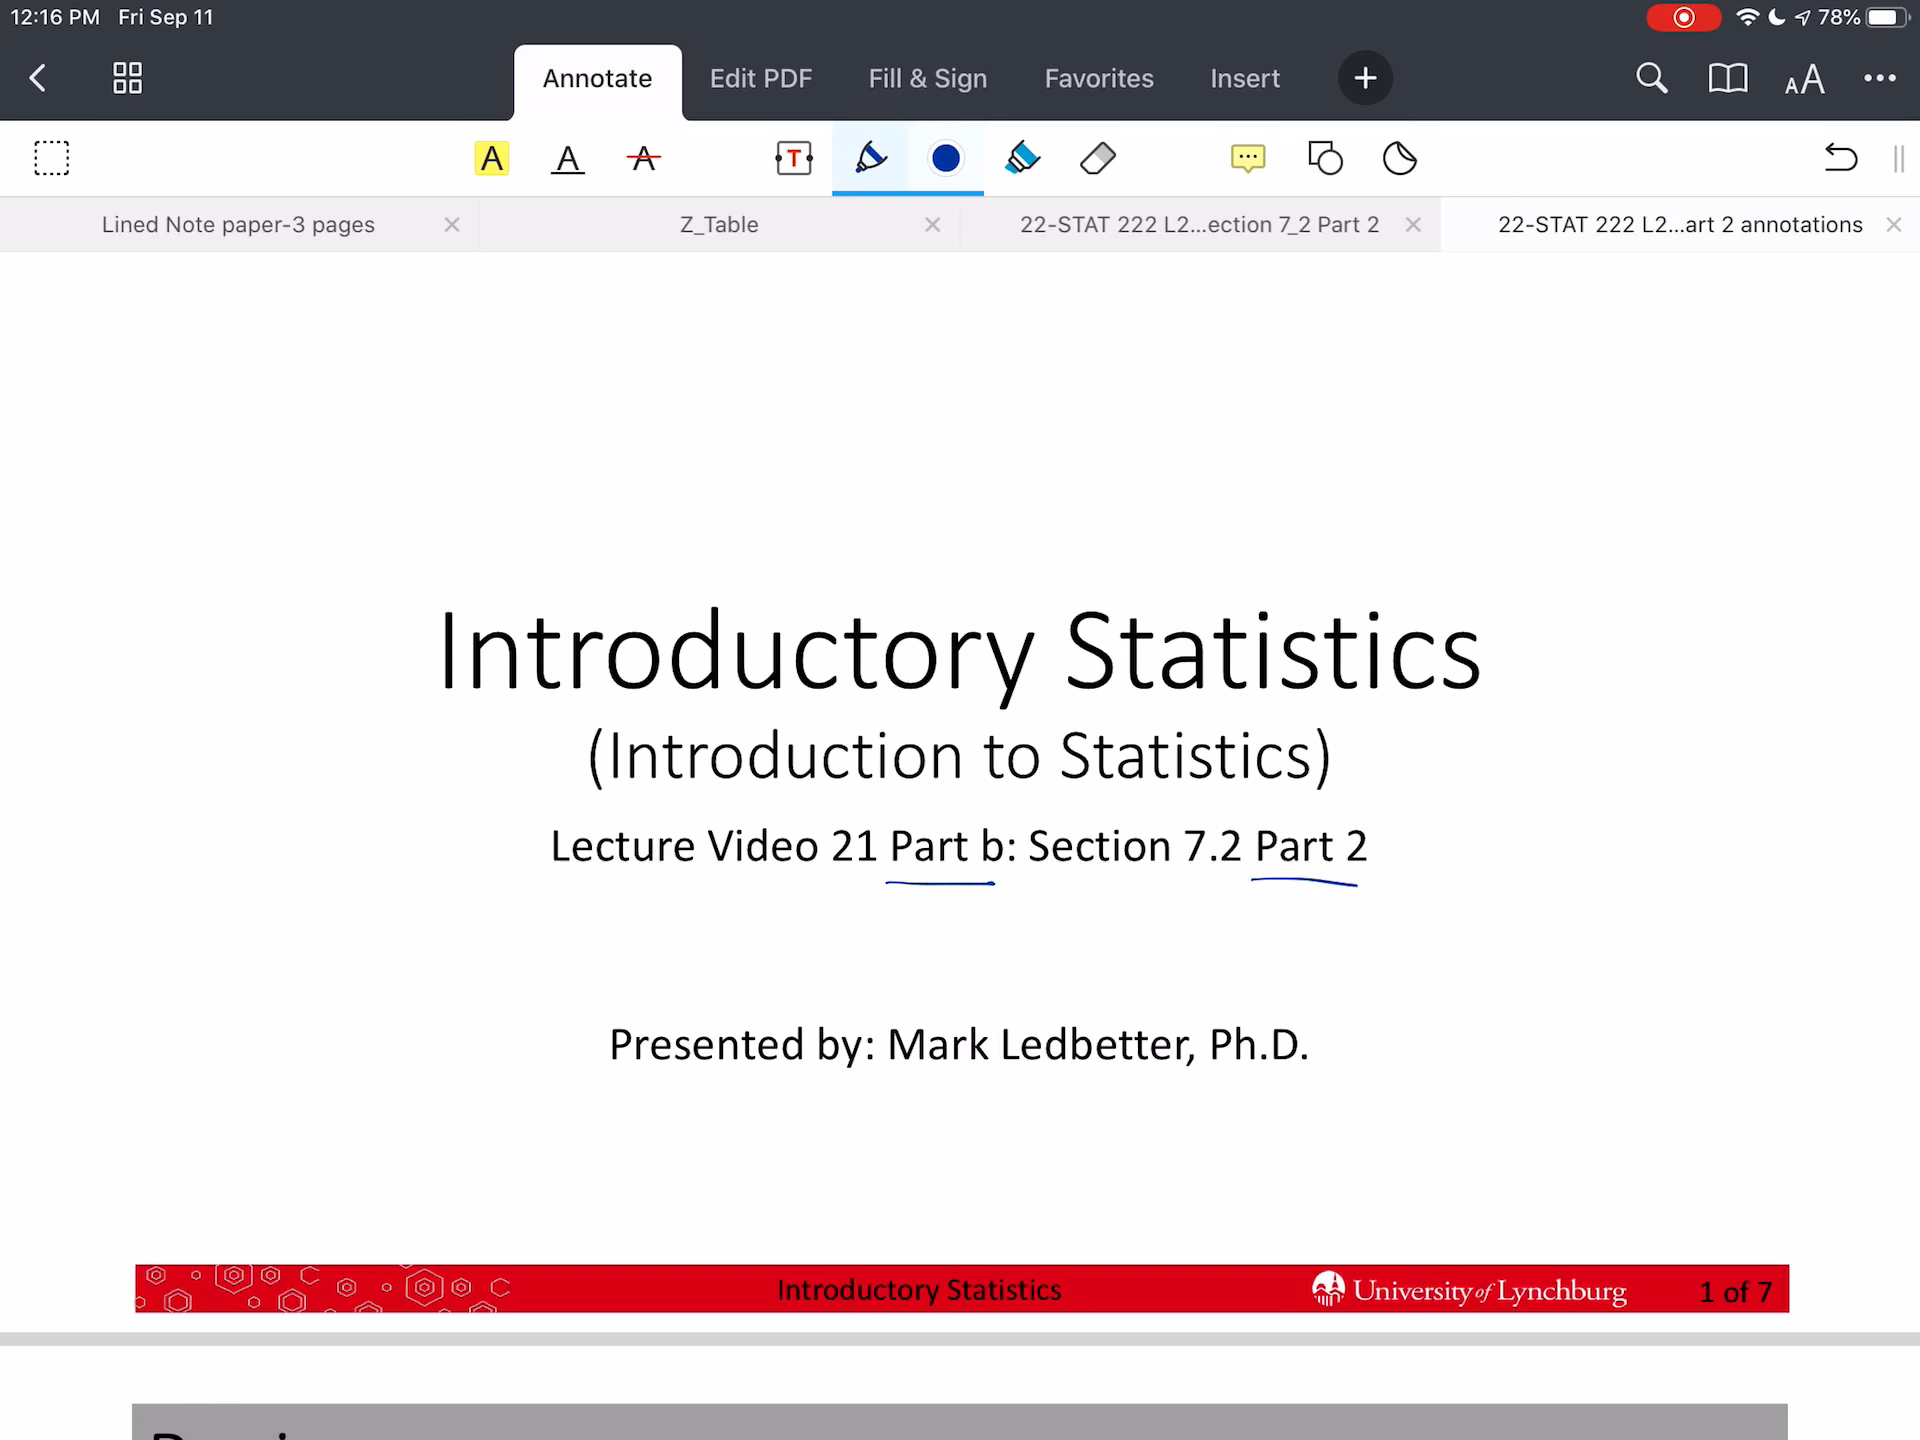 12:16 PM Fri Sep 11
78%
Annotate Edit PDF Fill & Sign Favorites Insert
AA
A A A T
Lined Note paper-3 pages Z_Table 22-STAT 222 L2...ection 7_2 Part 2 22-STAT 222 L2...art 2 annotations
Introductory Statistics
(Introduction to Statistics)
Lecture Video 21 Part b: Section 7.2 Part 2
Presented by: Mark Ledbetter, Ph.D.
Introductory Statistics University of Lynchburg 1 of 7